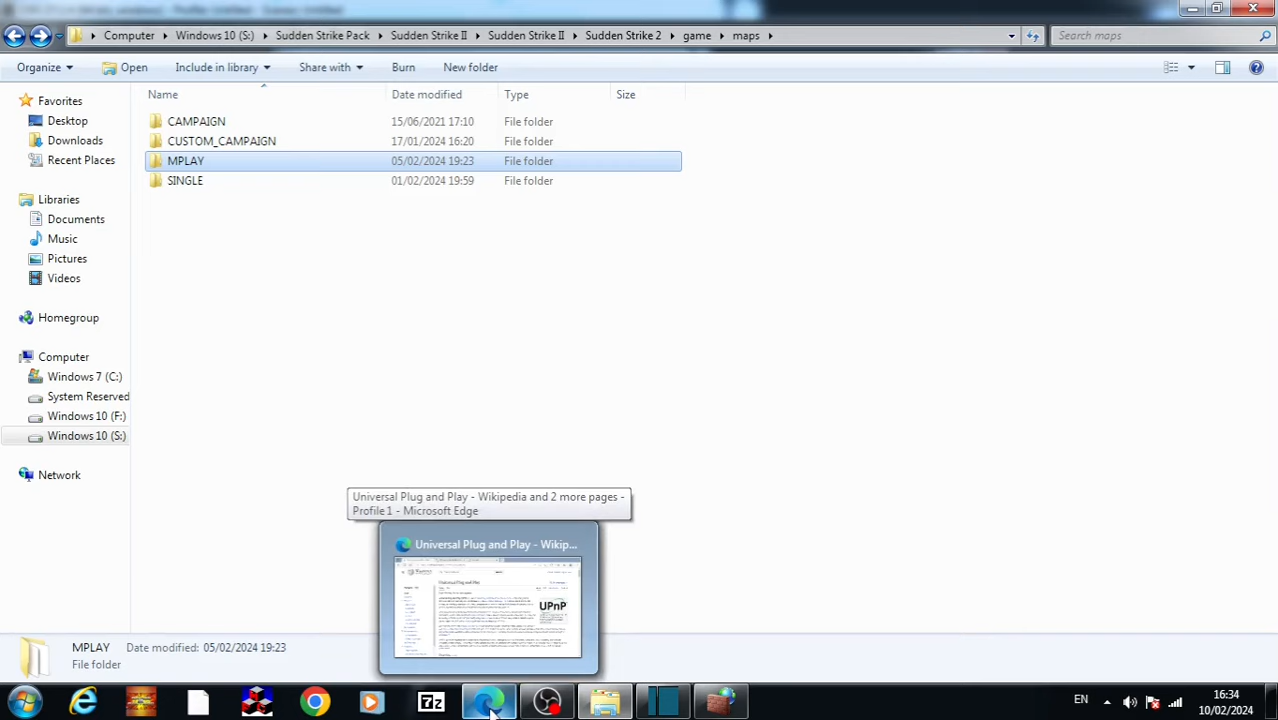 Computer Windows 10 (S:) Sudden Strike Pack Sudden Strike II Sudden Strike II Sudden Strike 2 game maps
Search maps
Organize Open Include in library Share with Burn New folder
Name Date modified Type Size
Favorites
Desktop
Downloads
Recent Places
Libraries
Documents
Music
Pictures
Videos
Homegroup
Computer
Windows 7 (C:)
System Reserved
Windows 10 (F:)
Windows 10 (S:)
Network
CAMPAIGN 15/06/2021 17:10 File folder
CUSTOM_CAMPAIGN 17/01/2024 16:20 File folder
MPLAY 05/02/2024 19:23 File folder
SINGLE 01/02/2024 19:59 File folder
Universal Plug and Play - Wikipedia and 2 more pages -
Profile 1 - Microsoft Edge
Universal Plug and Play - Wikip...
UPnP
MPLAY Date modified: 05/02/2024 19:23
File folder
7z
EN
16:34
10/02/2024